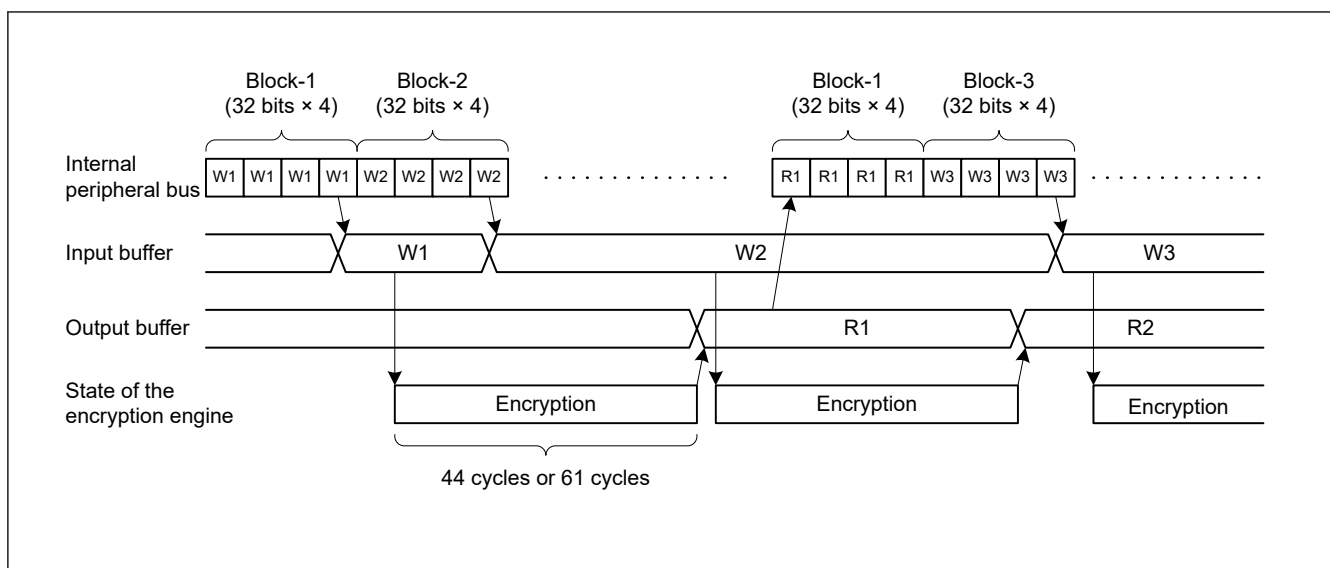 Block-1
(32 bits × 4)
Block-2
(32 bits × 4)
Block-1
(32 bits × 4)
Block-3
(32 bits × 4)
Internal
peripheral bus
W1 W1 W1 W1 W2 W2 W2 W2 R1 R1 R1 R1 W3 W3 W3 W3
Input buffer W1 W2 W3
Output buffer R1 R2
State of the
encryption engine
Encryption Encryption Encryption
44 cycles or 61 cycles